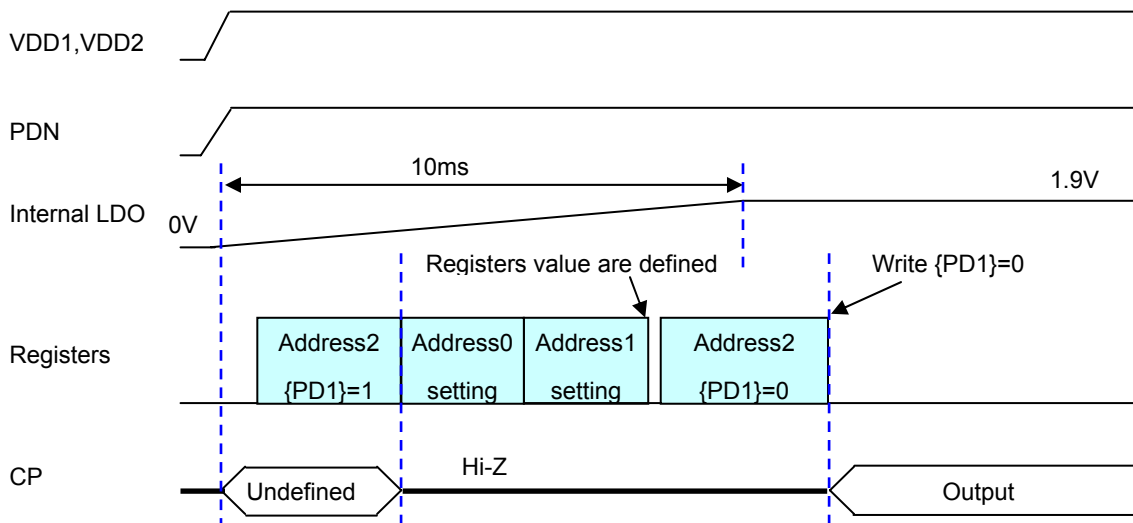 VDD1,VDD2
PDN
10ms
1.9V
Internal LDO
0V
Registers value are defined
Write {PD1}=0
Registers
Address2
{PD1}=1
Address0
setting
Address1
setting
Address2
{PD1}=0
CP
Undefined
Hi-Z
Output